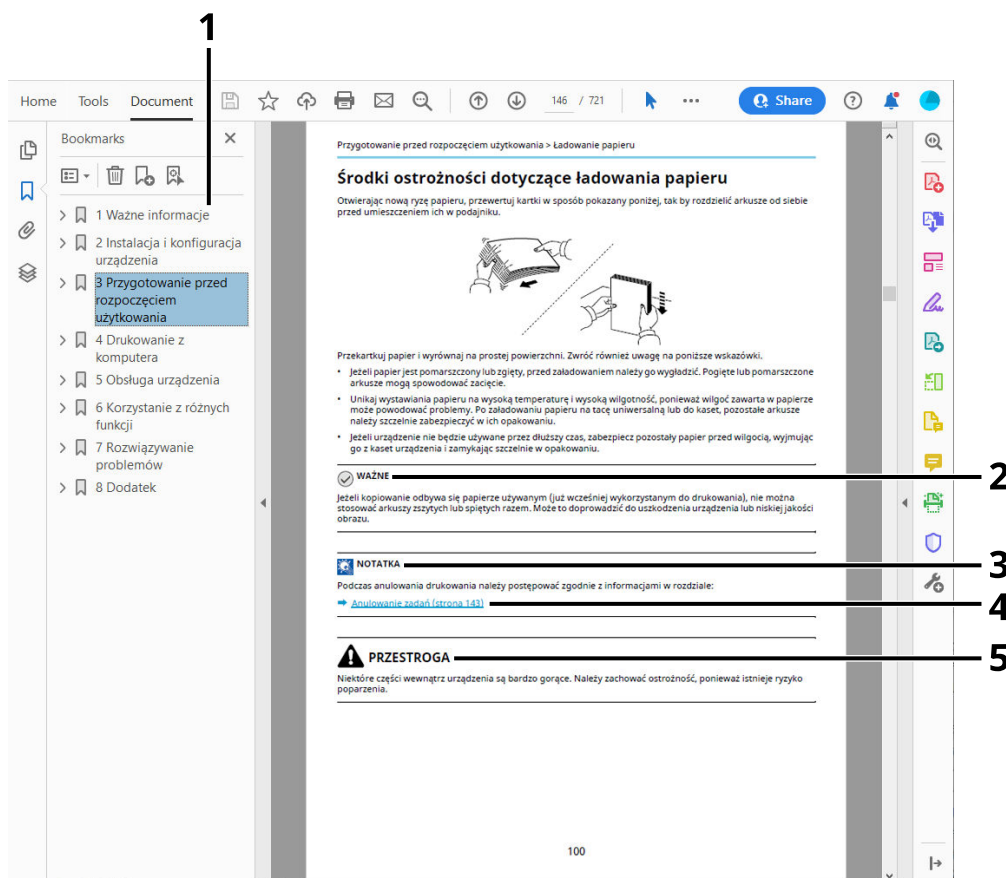 1
Home Tools Document 146 / 721 Share
Bookmarks
1 Ważne informacje
2 Instalacja i konfiguracja
urządzenia
3 Przygotowanie przed
rozpoczęciem
użytkowania
4 Drukowanie z
komputera
5 Obsługa urządzenia
6 Korzystanie z różnych
funkcji
7 Rozwiązywanie
problemów
8 Dodatek
Przygotowanie przed rozpoczęciem użytkowania > Ładowanie papieru
Środki ostrożności dotyczące ładowania papieru
Otwierając nową ryzę papieru, przewertuj kartki w sposób pokazany poniżej, tak by rozdzielić arkusze od siebie
przed umieszczeniem ich w podajniku.
Przekartkuj papier i wyrównaj na prostej powierzchni. Zwróć również uwagę na poniższe wskazówki.
• Jeżeli papier jest pomarszczony lub zgięty, przed załadowaniem należy go wygładzić. Pogięte lub pomarszczone
arkusze mogą spowodować zacięcie.
• Unikaj wystawiania papieru na wysoką temperaturę i wysoką wilgotność, ponieważ wilgoć zawarta w papierze
może powodować problemy. Po załadowaniu papieru na tacę uniwersalną lub do kaset, pozostałe arkusze
należy szczelnie zabezpieczyć w ich opakowaniu.
• Jeżeli urządzenie nie będzie używane przez dłuższy czas, zabezpiecz pozostały papier przed wilgocią, wyjmując
go z kaset urządzenia i zamykając szczelnie w opakowaniu.
WAŻNE 2
Jeżeli kopiowanie odbywa się papierze używanym (już wcześniej wykorzystanym do drukowania), nie można
stosować arkuszy zszytych lub spiętych razem. Może to doprowadzić do uszkodzenia urządzenia lub niskiej jakości
obrazu.
NOTATKA 3
Podczas anulowania drukowania należy postępować zgodnie z informacjami w rozdziale:
Anulowanie zadań (strona 143) 4
PRZESTROGA 5
Niektóre części wewnątrz urządzenia są bardzo gorące. Należy zachować ostrożność, ponieważ istnieje ryzyko
poparzenia.
100